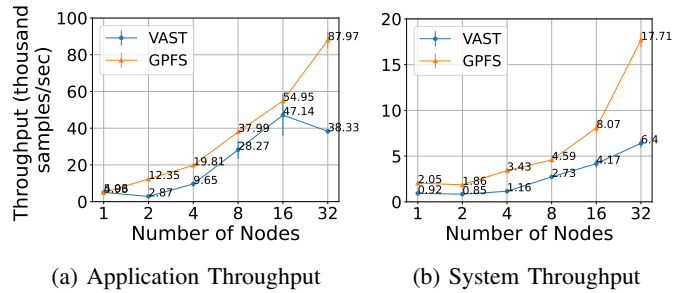 Throughput (thousand
samples/sec)
100
80
60
40
20
0
VAST
GPFS
2.87
9.65
28.27
47.14
38.33
12.35
19.81
37.99
54.95
87.97
1 2 4 8 16 32
Number of Nodes
(a) Application Throughput
20
15
10
5
0
VAST
GPFS
0.92
0.85
1.16
2.73
4.17
6.4
2.05
1.86
3.43
4.59
8.07
17.71
1 2 4 8 16 32
Number of Nodes
(b) System Throughput